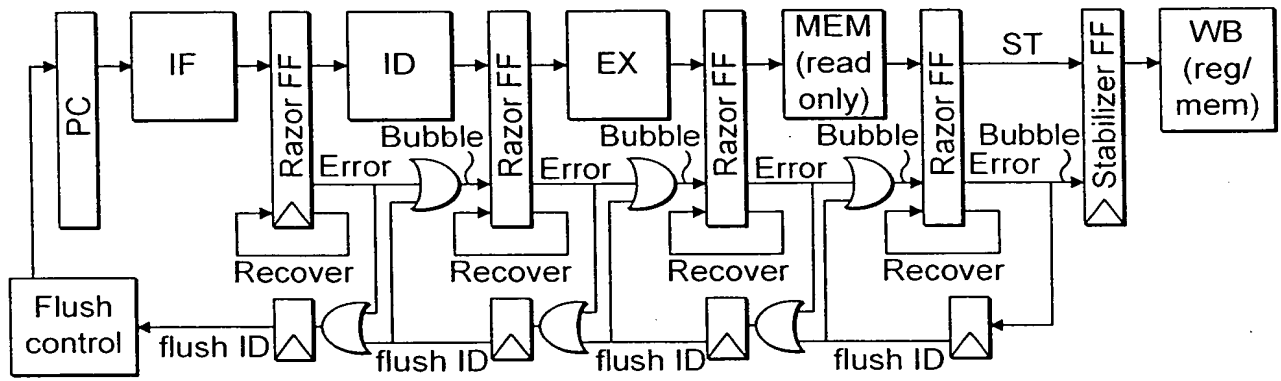 PC
IF
Razor FF
ID
Razor FF
EX
Razor FF
MEM
(read
only)
Razor FF
ST
Stabilizer FF
WB
(reg/
mem)
Error
Bubble
Error
Bubble
Error
Bubble
Bubble
Error
Recover
Recover
Recover
Recover
Flush
control
flush ID
flush ID
flush ID
flush ID